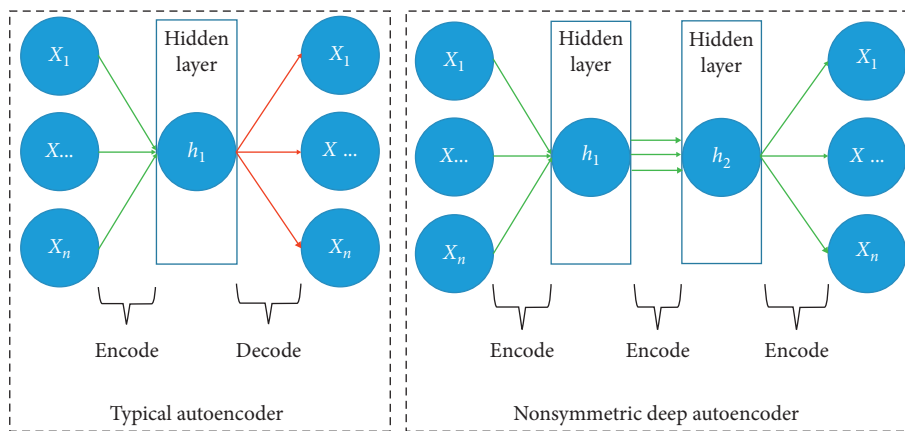 X1
X...
Xn
Hidden
layer
h1
X1
X ...
Xn
Encode
Decode
Typical autoencoder
X1
X...
Xn
Hidden
layer
h1
Hidden
layer
h2
X1
X ...
Xn
Encode
Encode
Encode
Nonsymmetric deep autoencoder